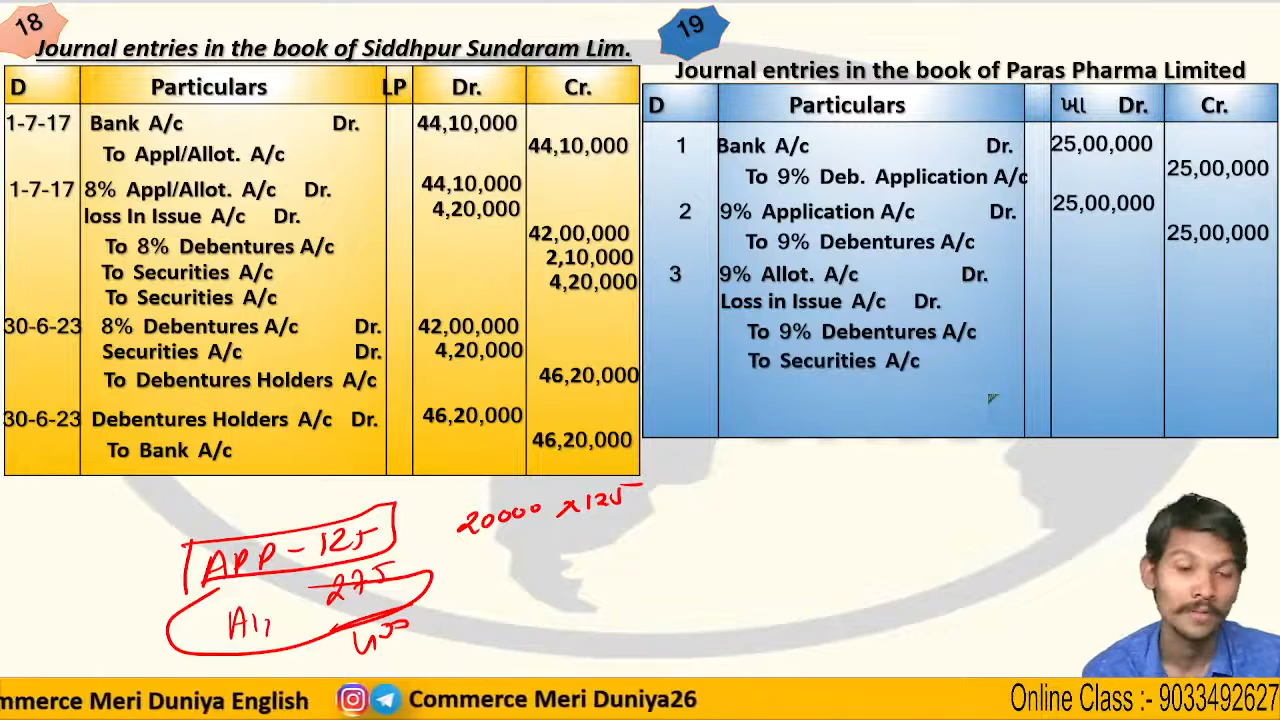 18
Journal entries in the book of Siddhpur Sundaram Lim.
D Particulars LP Dr. Cr.
1-7-17 Bank A/c Dr. 44,10,000
To Appl/Allot. A/c 44,10,000
1-7-17 8% Appl/Allot. A/c Dr. 44,10,000
loss In Issue A/c Dr. 4,20,000
To 8% Debentures A/c 42,00,000
To Securities A/c 2,10,000
To Securities A/c 4,20,000
30-6-23 8% Debentures A/c Dr. 42,00,000
Securities A/c Dr. 4,20,000
To Debentures Holders A/c 46,20,000
30-6-23 Debentures Holders A/c Dr. 46,20,000
To Bank A/c 46,20,000
19
Journal entries in the book of Paras Pharma Limited
D Particulars ખા Dr. Cr.
1 Bank A/c Dr. 25,00,000
To 9% Deb. Application A/c 25,00,000
2 9% Application A/c Dr. 25,00,000
To 9% Debentures A/c 25,00,000
3 9% Allot. A/c Dr.
Loss in Issue A/c Dr.
To 9% Debentures A/c
To Securities A/c
20000 x 125
APP - 125
275
mmerce Meri Duniya English
Commerce Meri Duniya26
Online Class :- 9033492627